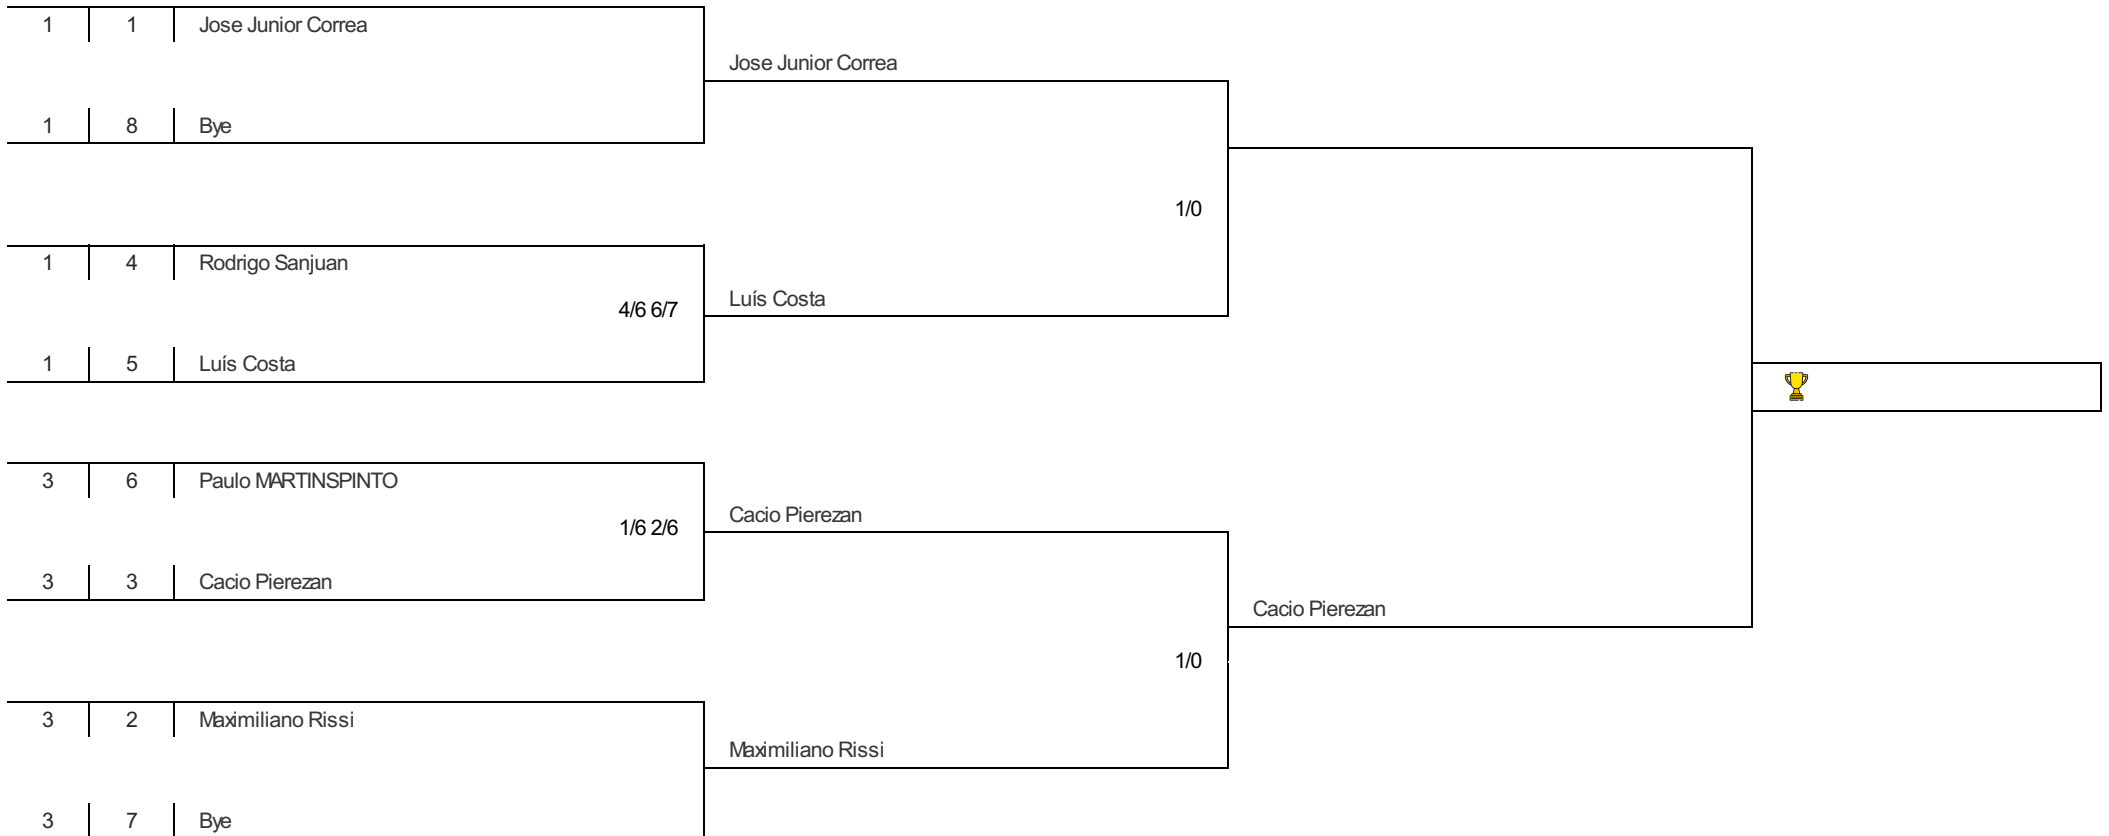 1 1 Jose Junior Correa
Jose Junior Correa
1 8 Bye
1/0
1 4 Rodrigo Sanjuan
4/6 6/7
Luís Costa
1 5 Luís Costa
3 6 Paulo MARTINSPINTO
1/6 2/6
Cacio Pierezan
3 3 Cacio Pierezan
Cacio Pierezan
1/0
3 2 Maximiliano Rissi
Maximiliano Rissi
3 7 Bye